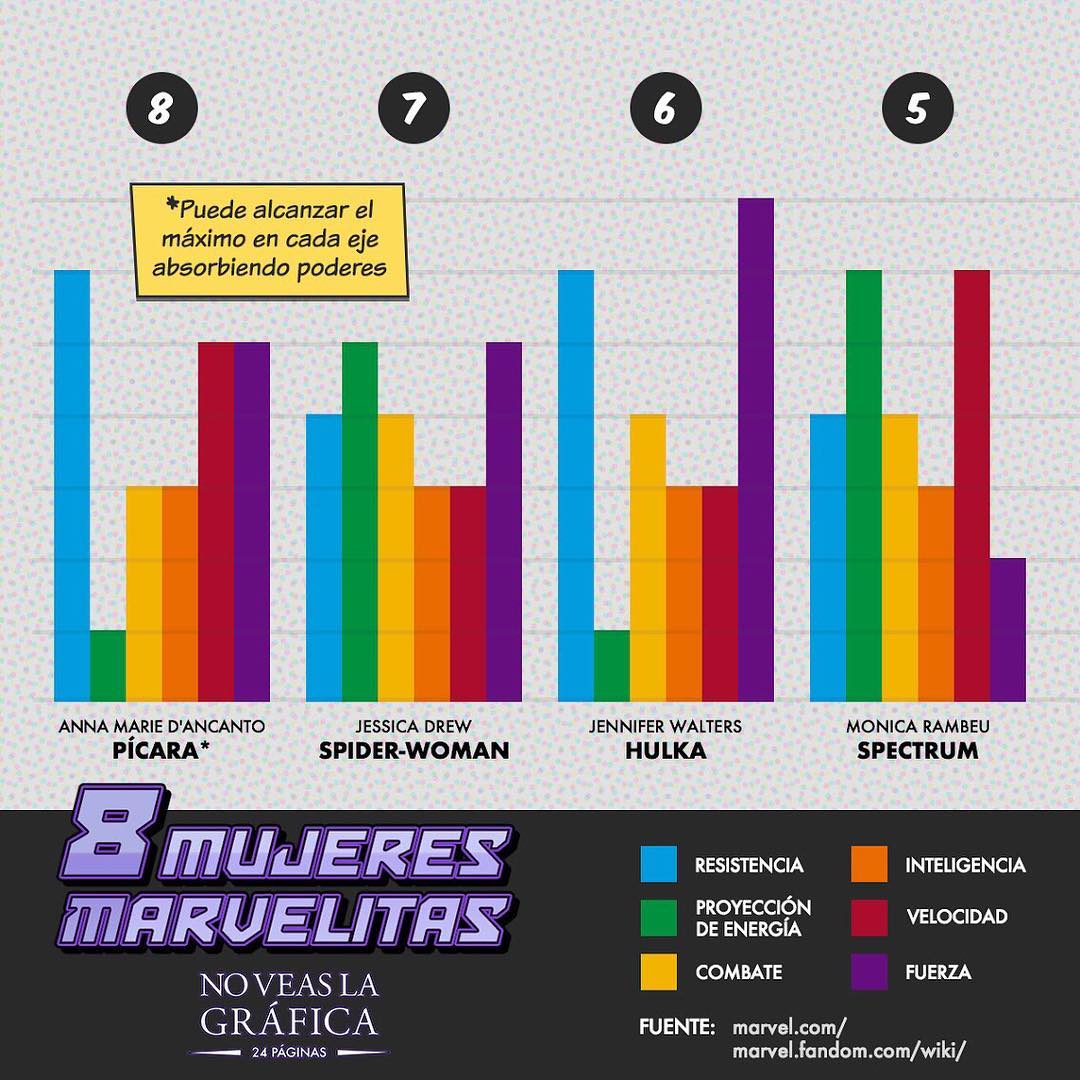 8
7
6
5
*Puede alcanzar el
máximo en cada eje
absorbiendo poderes
ANNA MARIE D'ANCANTO
PÍCARA*
JESSICA DREW
SPIDER-WOMAN
JENNIFER WALTERS
HULKA
MONICA RAMBEU
SPECTRUM
8 MUJERES
MARVELITAS
NO VEAS LA
GRÁFICA
24 PÁGINAS
RESISTENCIA
PROYECCIÓN
DE ENERGÍA
COMBATE
INTELIGENCIA
VELOCIDAD
FUERZA
FUENTE: marvel.com/
marvel.fandom.com/wiki/